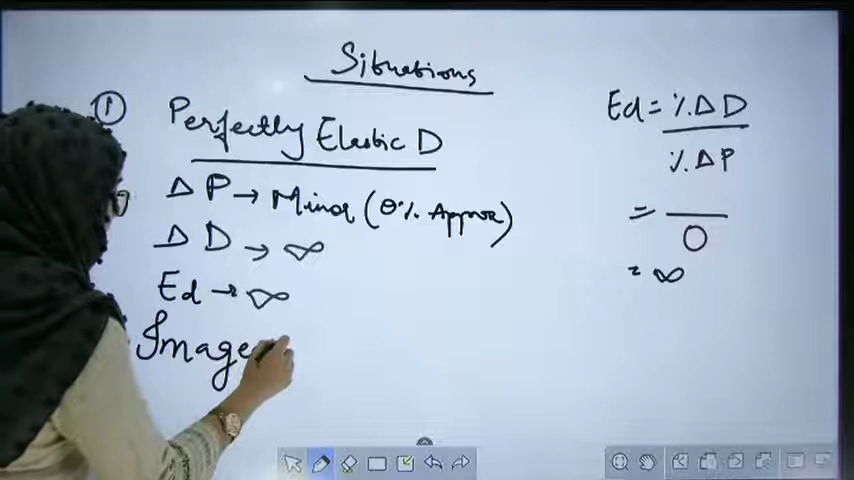 Situations
① Perfectly Elastic D
Δ P → Minor (0% Approx)
Δ D → ∞
Ed → ∞
Image
Ed = % Δ D
% Δ P
= 
0
= ∞